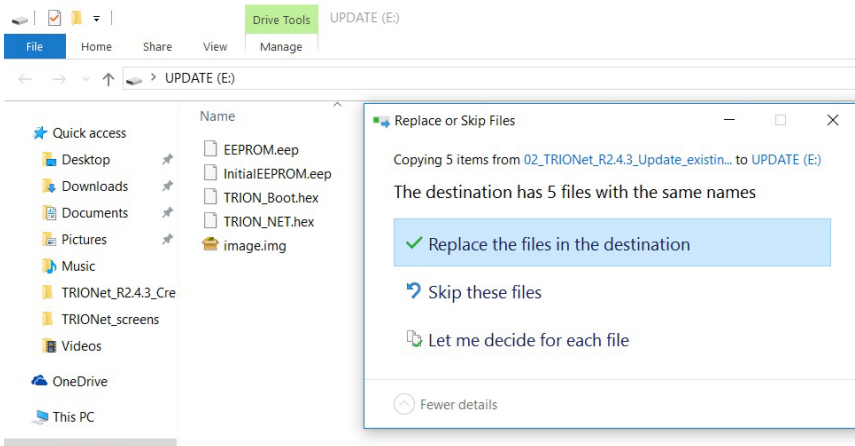 Drive Tools UPDATE (E:)
File Home Share View Manage
UPDATE (E:)
Name
Quick access
Desktop
Downloads
Documents
Pictures
Music
TRIONet_R2.4.3_Cre
TRIONet_screens
Videos
OneDrive
This PC
EEPROM.eep
InitialEEPROM.eep
TRION_Boot.hex
TRION_NET.hex
image.img
Replace or Skip Files
Copying 5 items from 02_TRIONet_R2.4.3_Update_existin... to UPDATE (E:)
The destination has 5 files with the same names
Replace the files in the destination
Skip these files
Let me decide for each file
Fewer details